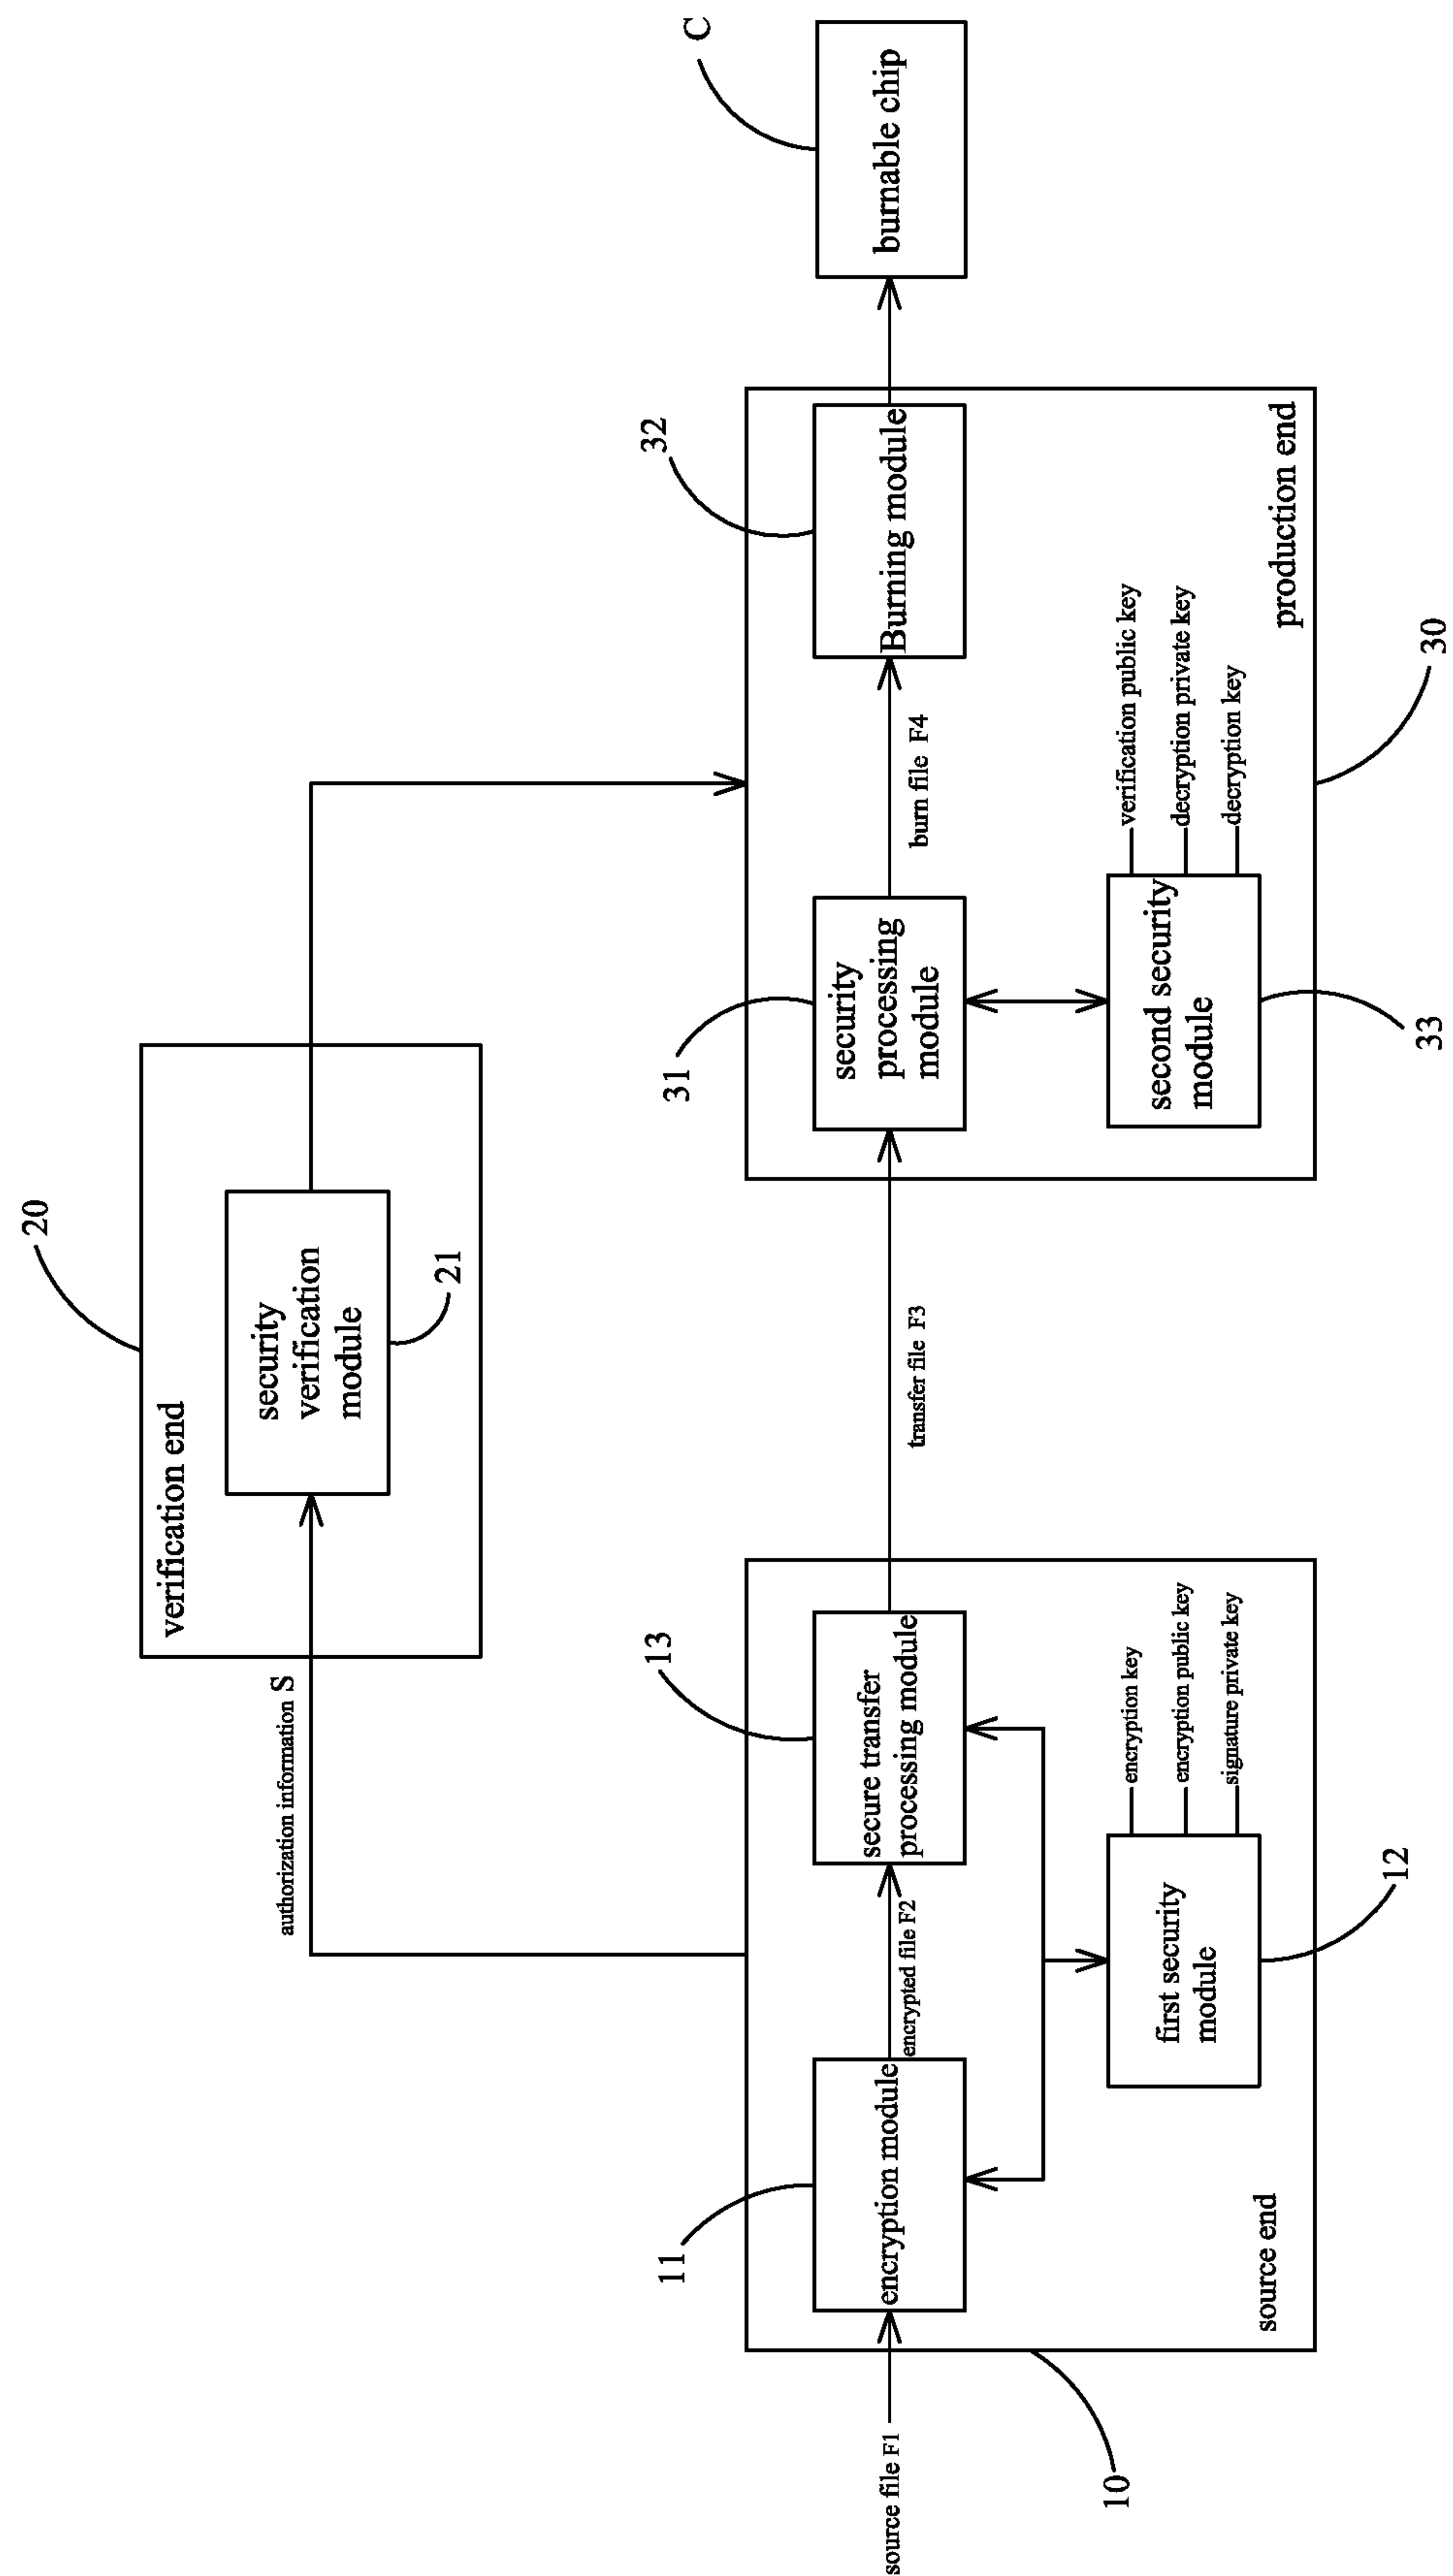 20
verification end
security
verification
module
21
authorization information S
C
burnable chip
32
Burning module
burn file F4
31
security
processing
module
verification public key
decryption private key
decryption key
second security
module
33
production end
30
transfer file F3
13
secure transfer
processing module
encrypted file F2
11
encryption module
source file F1
encryption key
encryption public key
signature private key
first security
module
12
source end
10